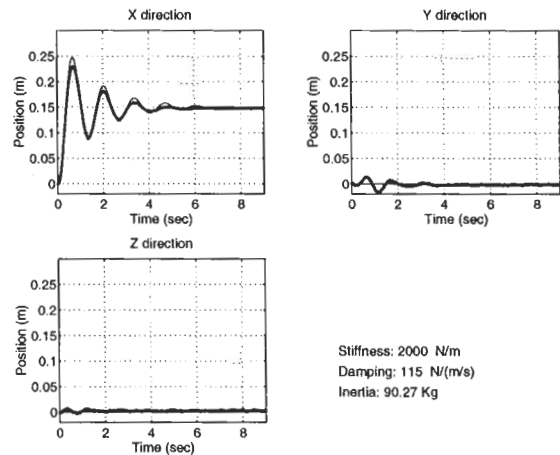 X direction
Position (m)
0.25
0.2
0.15
0.1
0.05
0
0 2 4 6 8
Time (sec)
Y direction
Position (m)
0.25
0.2
0.15
0.1
0.05
0
0 2 4 6 8
Time (sec)
Z direction
Position (m)
0.25
0.2
0.15
0.1
0.05
0
0 2 4 6 8
Time (sec)
Stiffness: 2000 N/m
Damping: 115 N/(m/s)
Inertia: 90.27 Kg